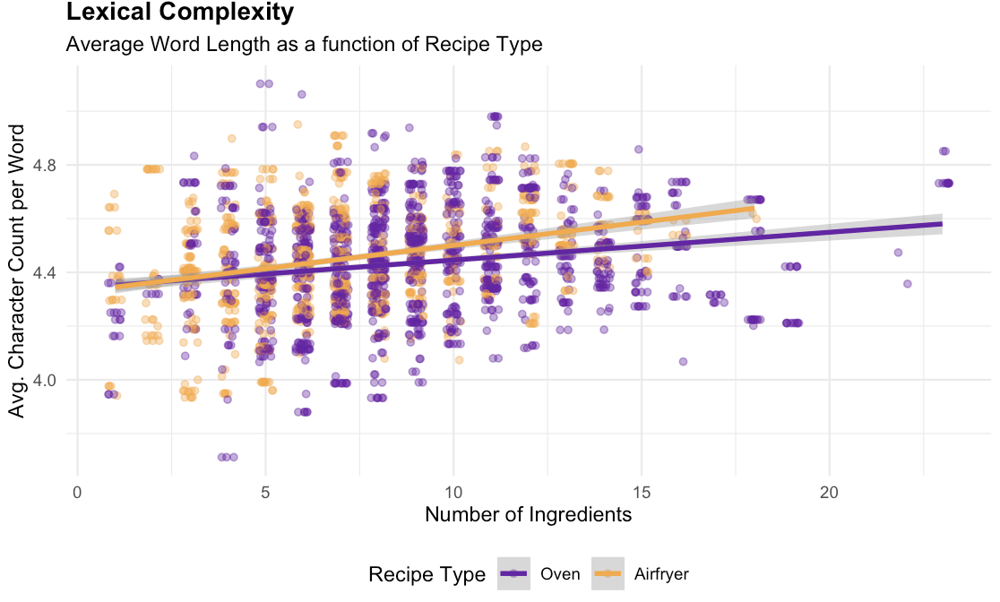 Lexical Complexity
Average Word Length as a function of Recipe Type
Avg. Character Count per Word
4.8
4.4
4.0
0 5 10 15 20
Number of Ingredients
Recipe Type Oven Airfryer